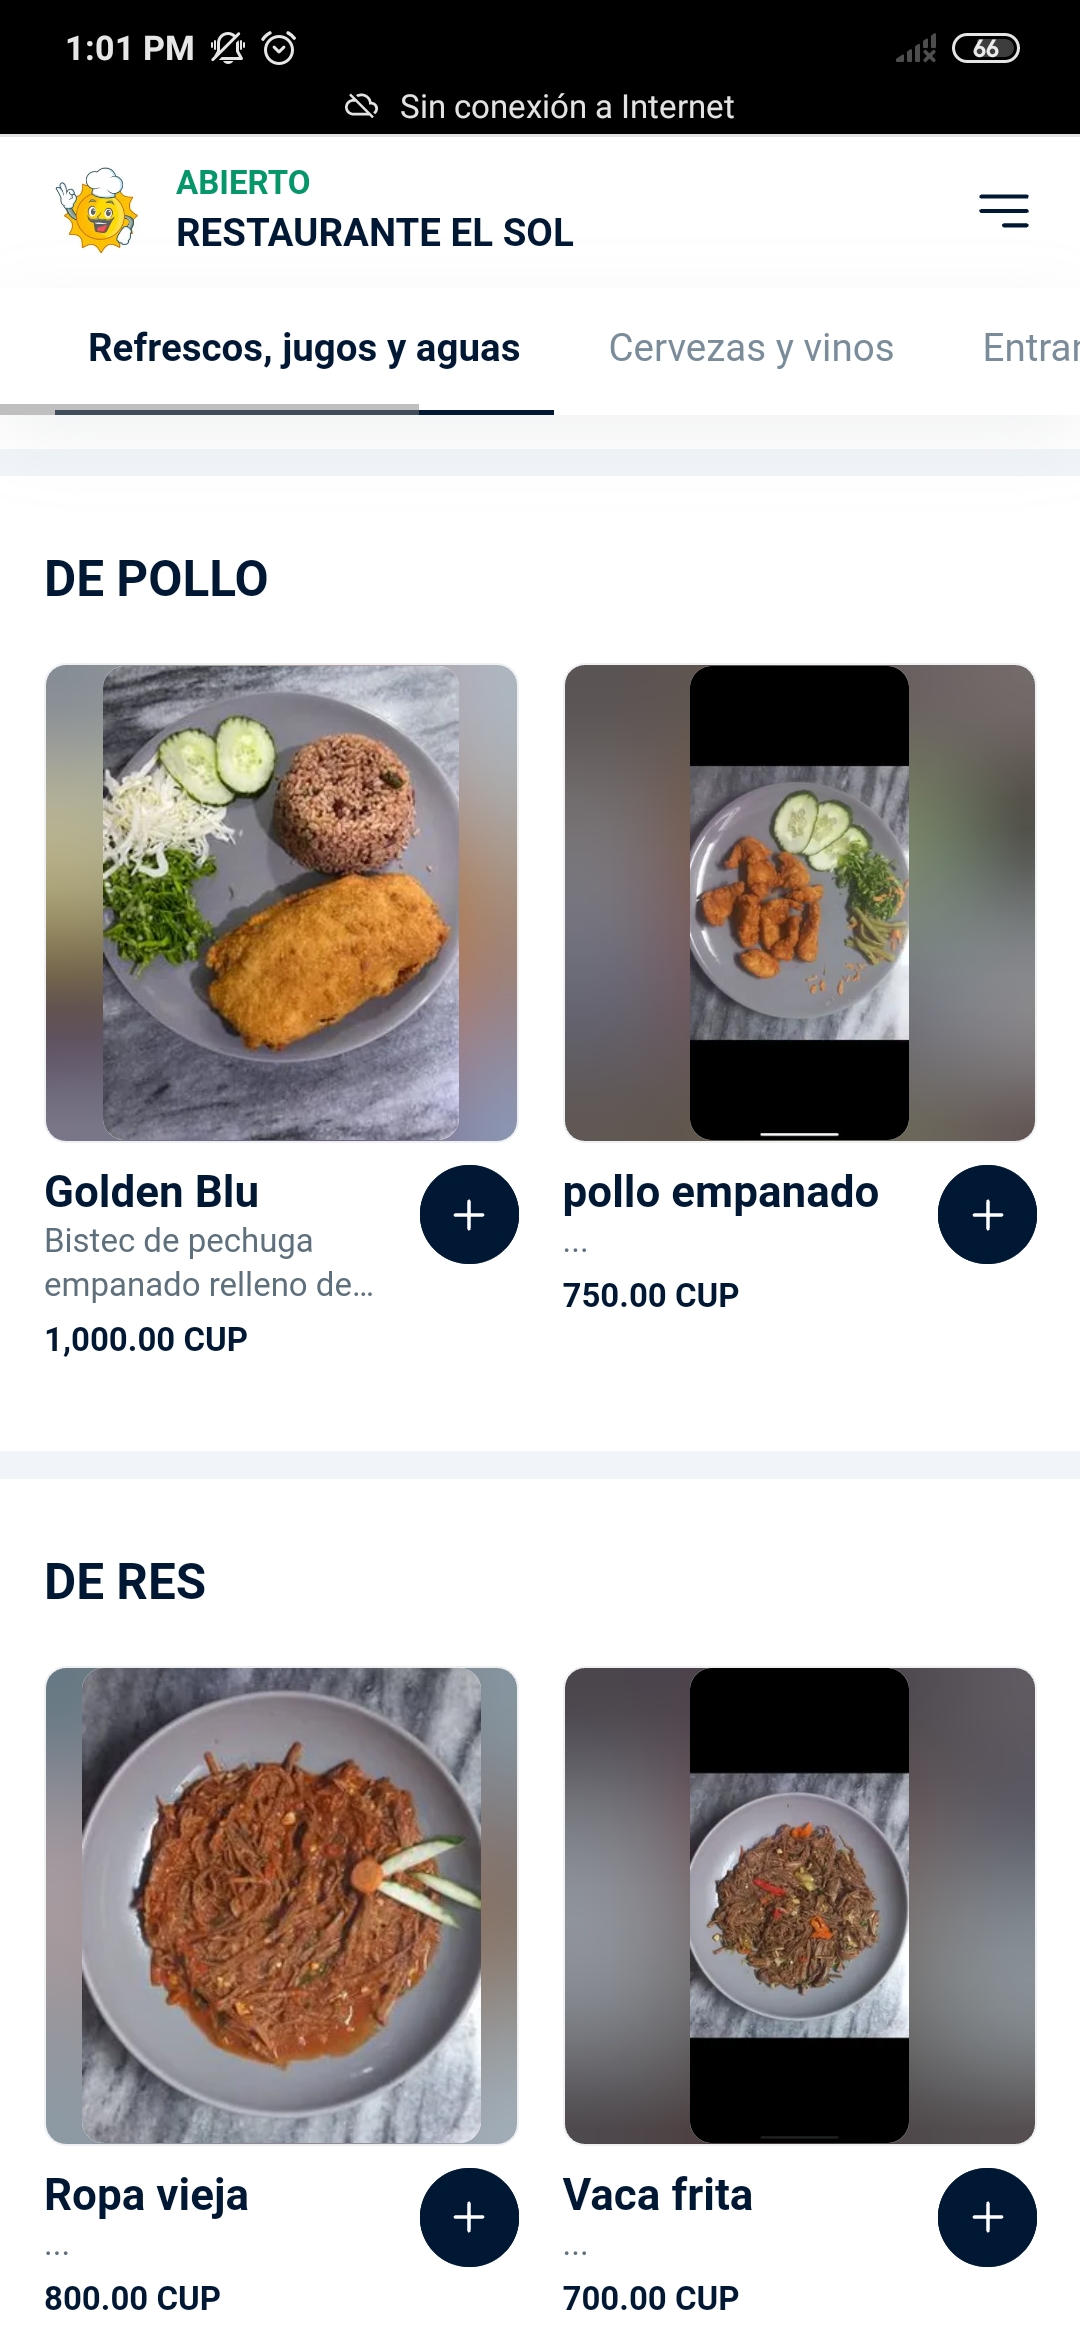 1:01 PM 66
Sin conexión a Internet
ABIERTO
RESTAURANTE EL SOL
Refrescos, jugos y aguas Cervezas y vinos Entrar
DE POLLO
Golden Blu
Bistec de pechuga
empanado relleno de...
1,000.00 CUP
pollo empanado
...
750.00 CUP
DE RES
Ropa vieja
...
800.00 CUP
Vaca frita
...
700.00 CUP